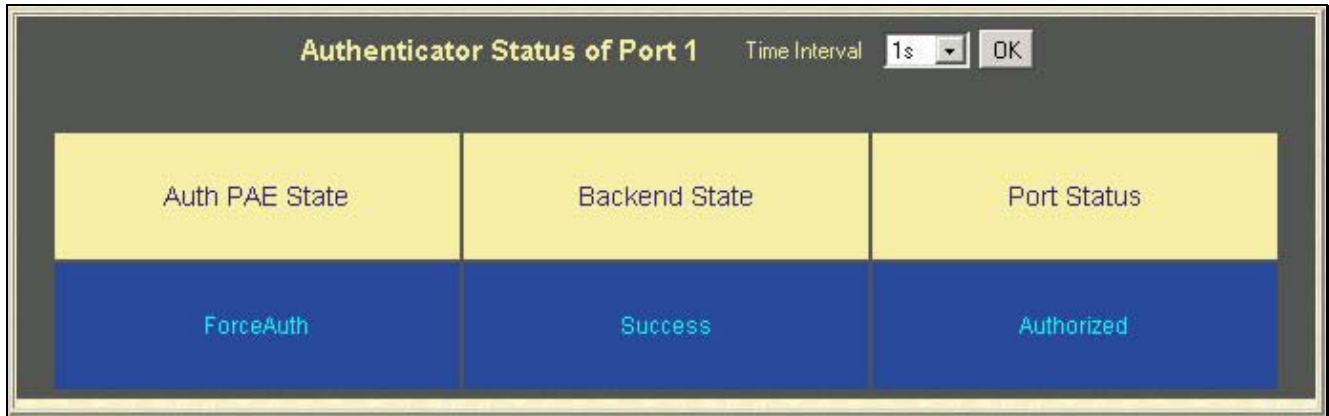 Authenticator Status of Port 1 Time Interval 1s OK
Auth PAE State Backend State Port Status
ForceAuth Success Authorized